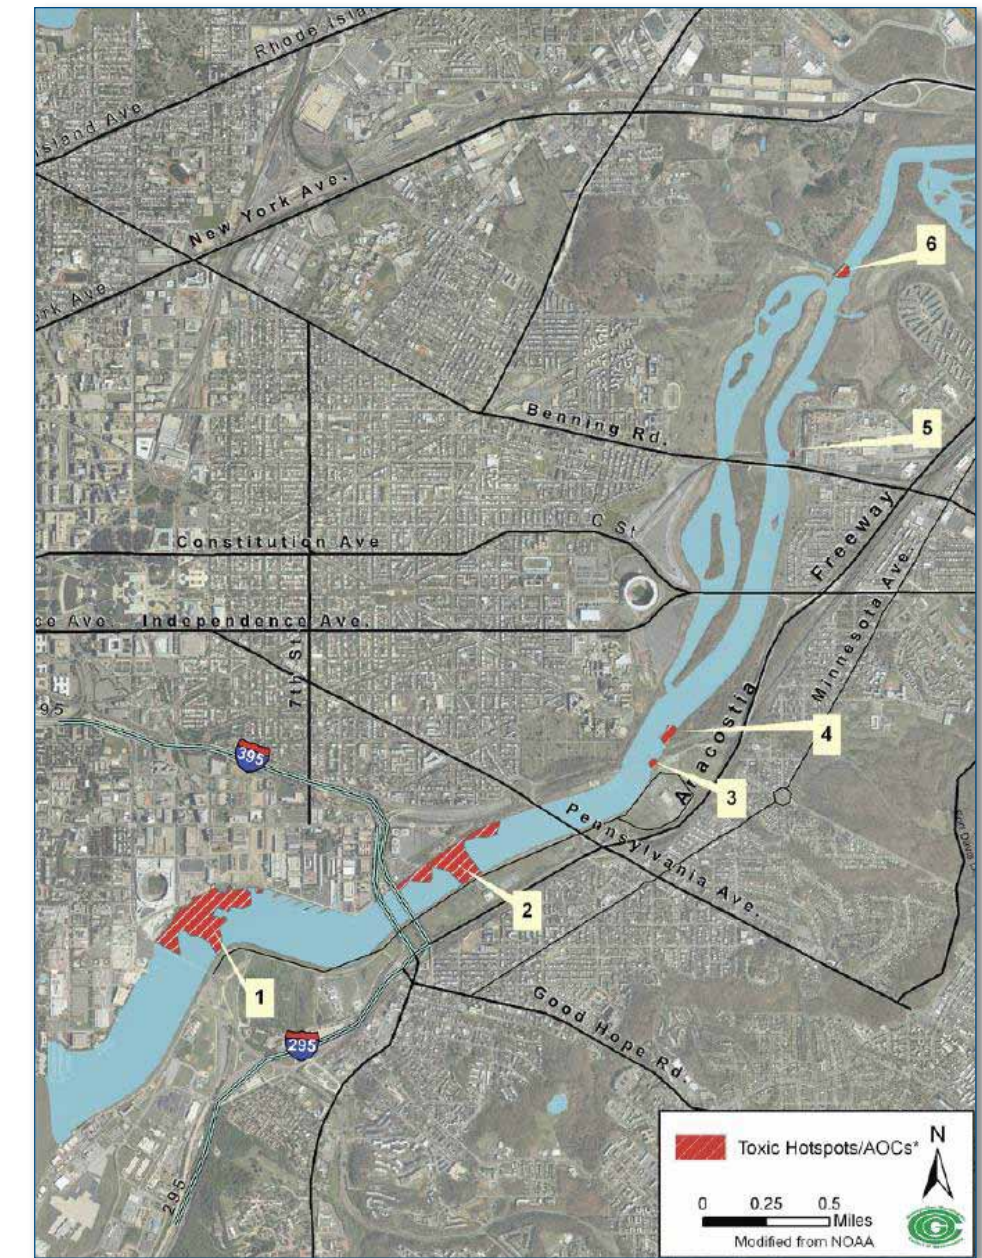 Rhode Isla
island Ave
New York Ave.
rk Ave.
6
Benning Rd.
5
C St
Constitution Ave
Freeway
ce Ave. Independence Ave.
Minnesota Ave.
7th St
95
395
4
Anacostia
3
Pennsylvania Ave.
2
1
Good Hope Rd.
295
295
Toxic Hotspots/AOCs*
N
0 0.25 0.5
Miles
Modified from NOAA